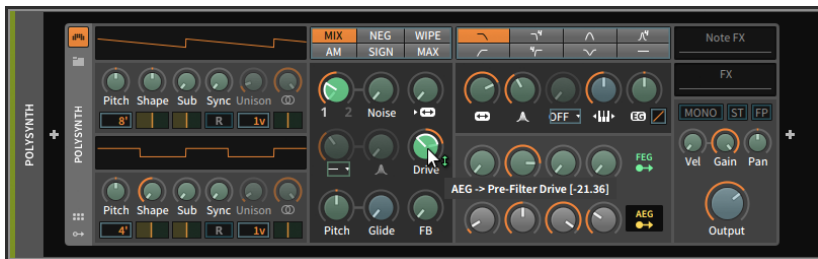 POLYSYNTH
POLYSYNTH
Pitch Shape Sub Sync Unison
8' R 1v
Pitch Shape Sub Sync Unison
4' R 1v
MIX NEG WIPE
AM SIGN MAX
1 2 Noise
Drive
Pitch Glide FB
OFF EG
AEG -> Pre-Filter Drive [-21.36]
FEG
AEG
Note FX
FX
MONO ST FP
Vel Gain Pan
Output